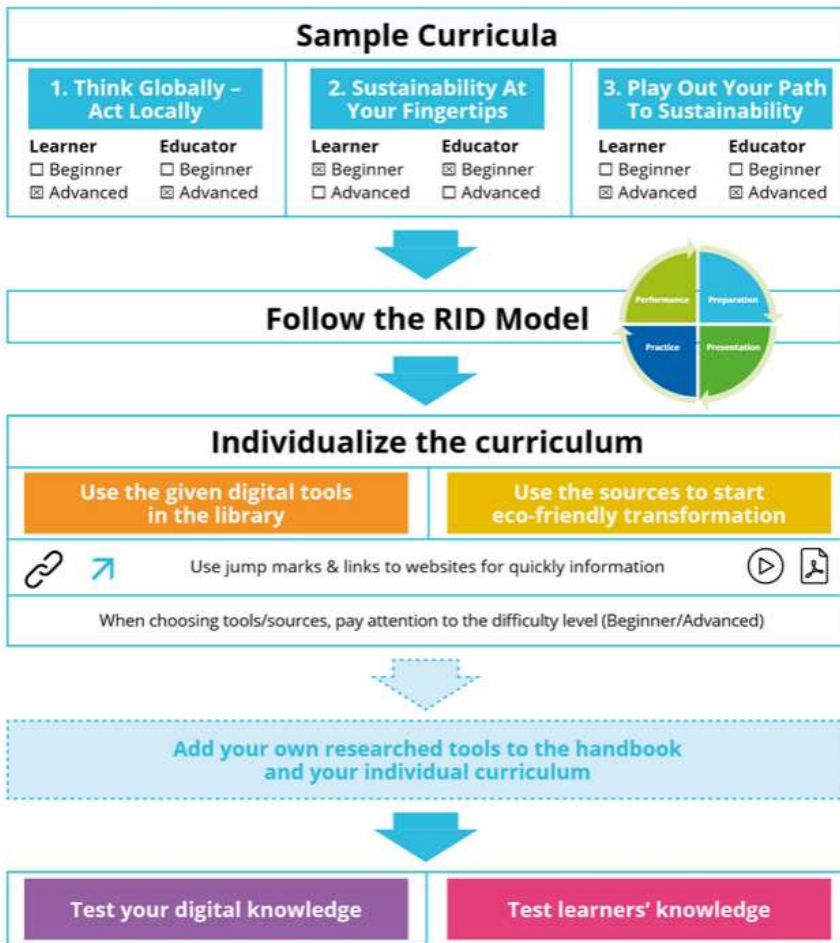 Sample Curricula
1. Think Globally –
Act Locally
Learner Educator
☐ Beginner ☐ Beginner
☒ Advanced ☒ Advanced
2. Sustainability At
Your Fingertips
Learner Educator
☒ Beginner ☒ Beginner
☐ Advanced ☐ Advanced
3. Play Out Your Path
To Sustainability
Learner Educator
☐ Beginner ☐ Beginner
☒ Advanced ☒ Advanced
Follow the RID Model
Performance Preparation
Practice Presentation
Individualize the curriculum
Use the given digital tools
in the library
Use the sources to start
eco-friendly transformation
Use jump marks & links to websites for quickly information
When choosing tools/sources, pay attention to the difficulty level (Beginner/Advanced)
Add your own researched tools to the handbook
and your individual curriculum
Test your digital knowledge
Test learners’ knowledge